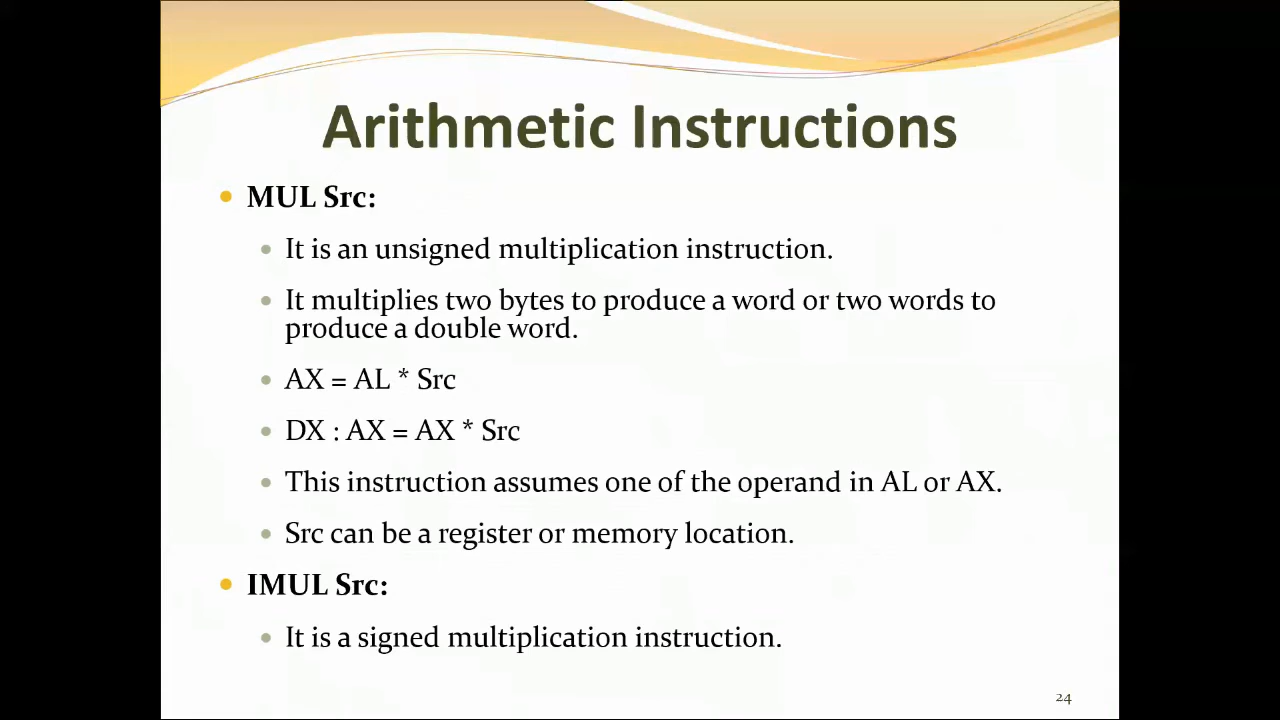 Arithmetic Instructions
MUL Src:
It is an unsigned multiplication instruction.
It multiplies two bytes to produce a word or two words to
produce a double word.
AX = AL * Src
DX : AX = AX * Src
This instruction assumes one of the operand in AL or AX.
Src can be a register or memory location.
IMUL Src:
It is a signed multiplication instruction.
24